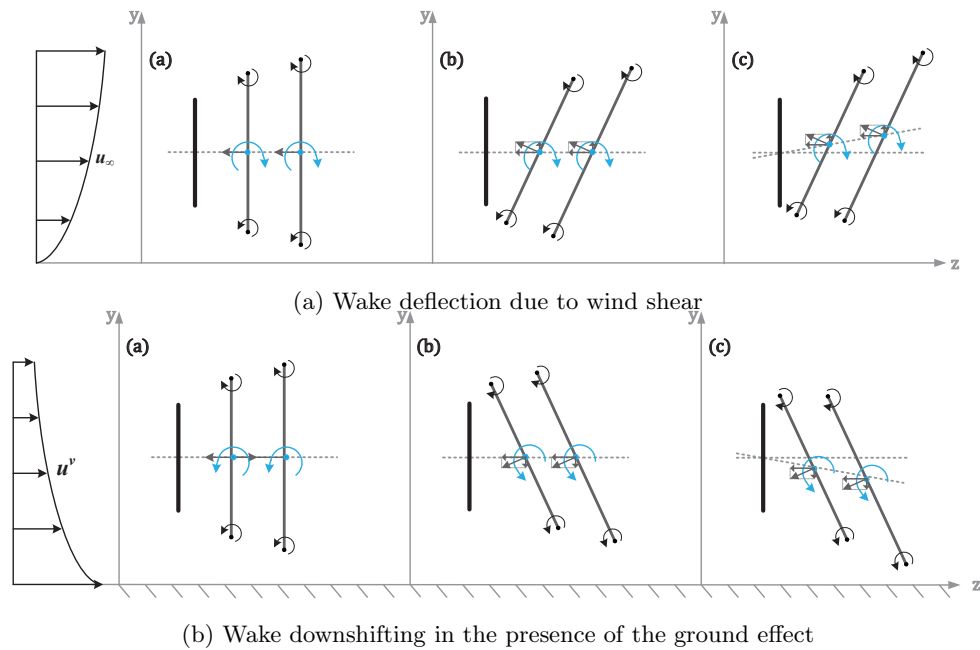 y
(a) (b) (c)
u∞
z
(a) Wake deflection due to wind shear
y y y
(a) (b) (c)
uᵛ
z
(b) Wake downshifting in the presence of the ground effect